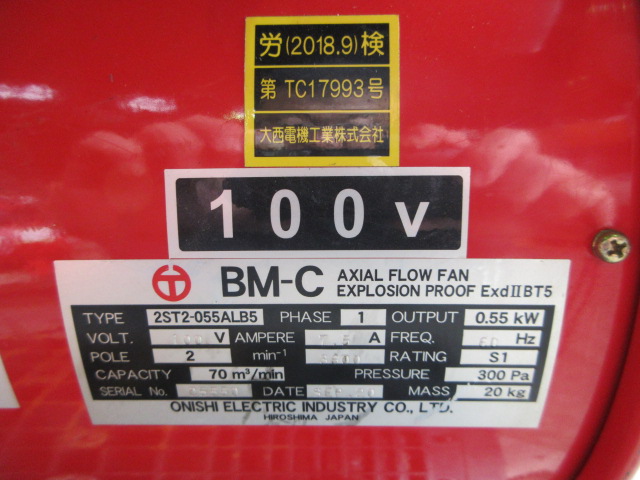 労(2018.9)検
第 TC17993号
大西電機工業株式会社
100v
BM-C AXIAL FLOW FAN
EXPLOSION PROOF ExdⅡBT5
TYPE 2ST2-055ALB5 PHASE 1 OUTPUT 0.55 kW
VOLT. 100 V AMPERE A FREQ. 60 Hz
POLE 2 min⁻¹ RATING S1
CAPACITY 70 m³/min PRESSURE 300 Pa
SERIAL No. DATE MASS 20 kg
ONISHI ELECTRIC INDUSTRY CO., LTD.
HIROSHIMA JAPAN